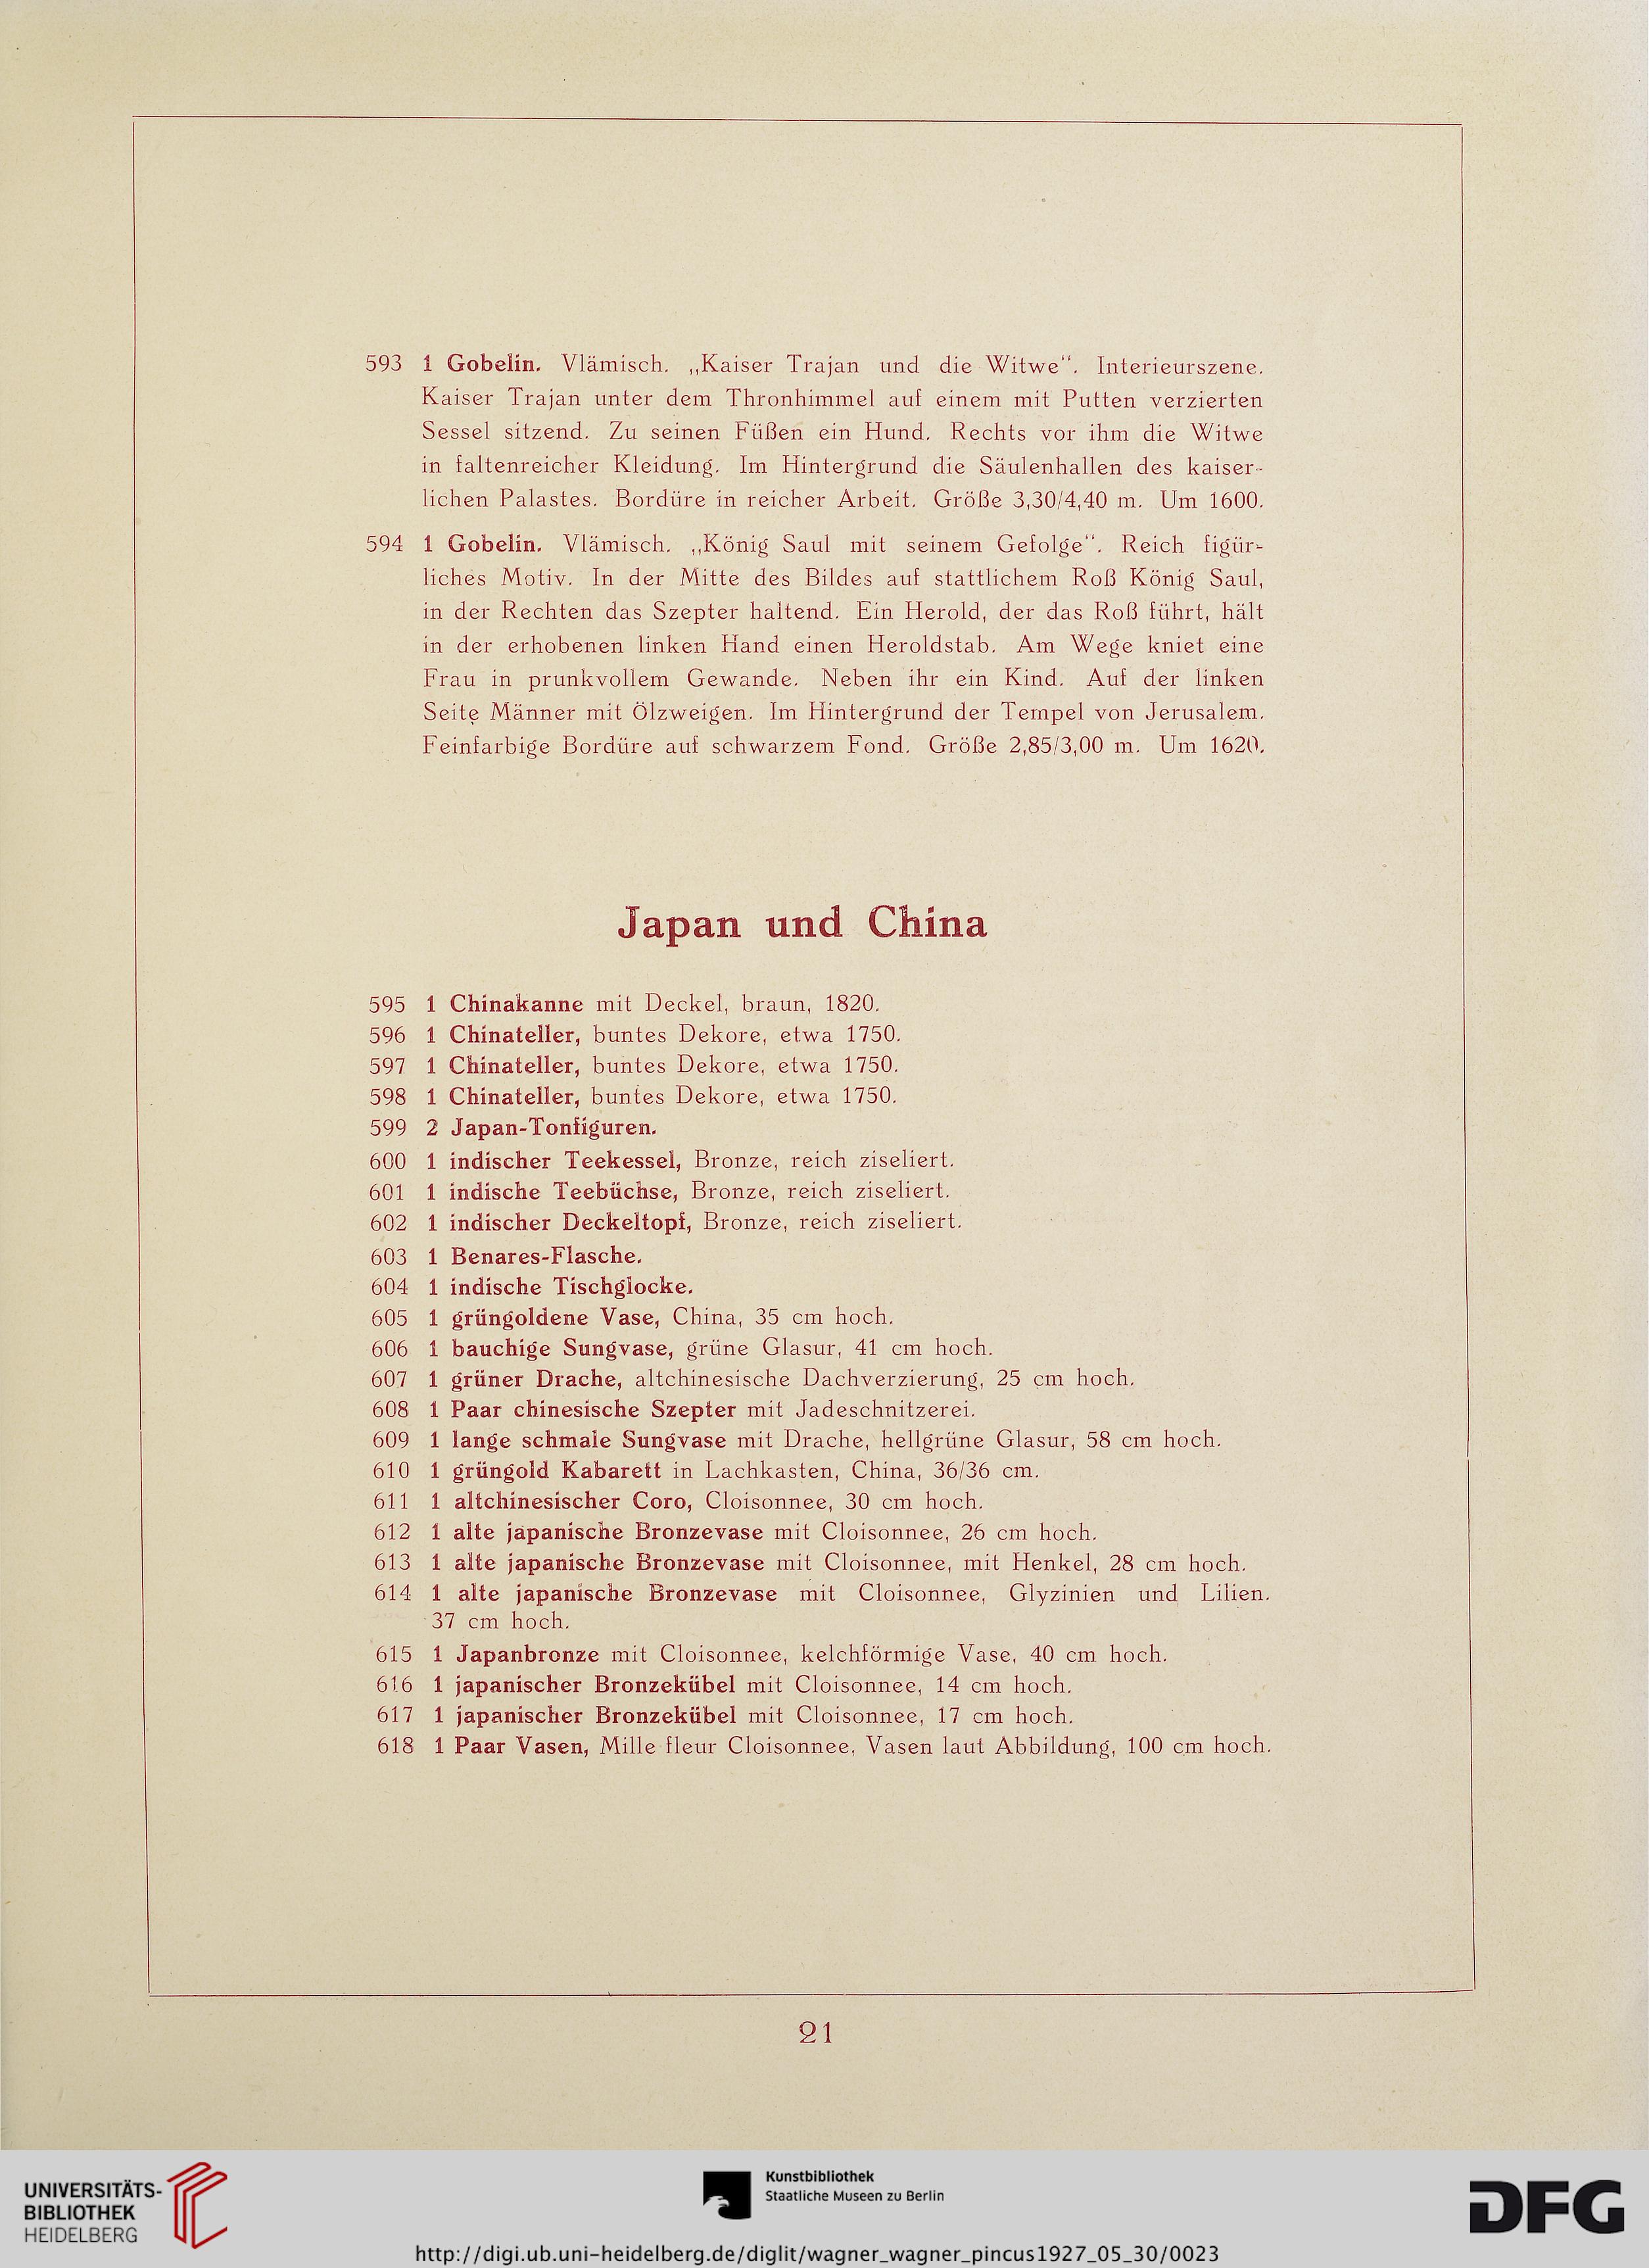 593 1 Gobelin. Vlämisch. „Kaiser Trajan und die Witwe“. Interieurszene.
Kaiser Trajan unter dem Thronhimmel auf einem mit Putten verzierten
Sessel sitzend. Zu seinen Füßen ein Hund. Rechts vor ihm die Witwe
in faltenreicher Kleidung. Im Hintergrund die Säulenhallen des kaiser-
lichen Palastes. Bordüre in reicher Arbeit. Größe 3,30/4,40 m. Um 1600.
594 1 Gobelin. Vlämisch. „König Saul mit seinem Gefolge“. Reich figür-
liches Motiv. In der Mitte des Bildes auf stattlichem Roß König Saul,
in der Rechten das Szepter haltend. Ein Herold, der das Roß führt, hält
in der erhobenen linken Hand einen Heroldstab. Am Wege kniet eine
Frau in prunkvollem Gewande. Neben ihr ein Kind. Auf der linken
Seite Männer mit Ölzweigen. Im Hintergrund der Tempel von Jerusalem.
Feinfarbige Bordüre auf schwarzem Fond. Größe 2,85/3,00 m. Um 1620.
Japan und China
595 1 Chinakanne mit Deckel, braun, 1820.
596 1 Chinateller, buntes Dekore, etwa 1750.
597 1 Chinateller, buntes Dekore, etwa 1750.
598 1 Chinateller, buntes Dekore, etwa 1750.
599 2 Japan-Tonfiguren.
600 1 indischer Teekessel, Bronze, reich ziseliert.
601 1 indische Teebüchse, Bronze, reich ziseliert.
602 1 indischer Deckeltopf, Bronze, reich ziseliert.
603 1 Benares-Flasche.
604 1 indische Tischglocke.
605 1 grüngoldene Vase, China, 35 cm hoch.
606 1 bauchige Sungvase, grüne Glasur, 41 cm hoch.
607 1 grüner Drache, altchinesische Dachverzierung, 25 cm hoch.
608 1 Paar chinesische Szepter mit Jadeschnitzerei.
609 1 lange schmale Sungvase mit Drache, hellgrüne Glasur, 58 cm hoch.
610 1 grüngold Kabarett in Lachkasten, China, 36/36 cm.
611 1 altchinesischer Coro, Cloisonnee, 30 cm hoch.
612 1 alte japanische Bronzevase mit Cloisonnee, 26 cm hoch.
613 1 alte japanische Bronzevase mit Cloisonnee, mit Henkel, 28 cm hoch.
614 1 alte japanische Bronzevase mit Cloisonnee, Glyzinien und Lilien.
37 cm hoch.
615 1 Japanbronze mit Cloisonnee, kelchförmige Vase, 40 cm hoch.
616 1 japanischer Bronzekübel mit Cloisonnee, 14 cm hoch.
617 1 japanischer Bronzekübel mit Cloisonnee, 17 cm hoch.
618 1 Paar Vasen, Mille fleur Cloisonnee, Vasen laut Abbildung, 100 cm hoch.
21
UNIVERSITÄTS-
BIBLIOTHEK
HEIDELBERG
Kunstbibliothek
Staatliche Museen zu Berlin
DFG
http://digi.ub.uni-heidelberg.de/diglit/wagner_wagner_pincus1927_05_30/0023